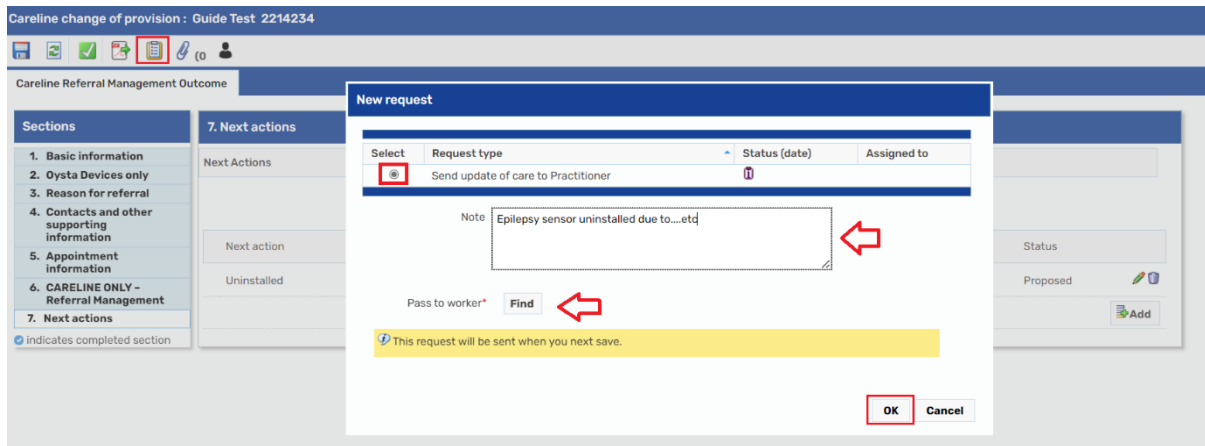 Careline change of provision : Guide Test 2214234
(0
Careline Referral Management Outcome
Sections
1. Basic information
2. Oysta Devices only
3. Reason for referral
4. Contacts and other
supporting
information
5. Appointment
information
6. CARELINE ONLY –
Referral Management
7. Next actions
indicates completed section
7. Next actions
Next Actions
Next action
Status
Uninstalled
Proposed
Add
New request
Select Request type Status (date) Assigned to
Send update of care to Practitioner
Note Epilepsy sensor uninstalled due to....etc
Pass to worker* Find
This request will be sent when you next save.
OK Cancel